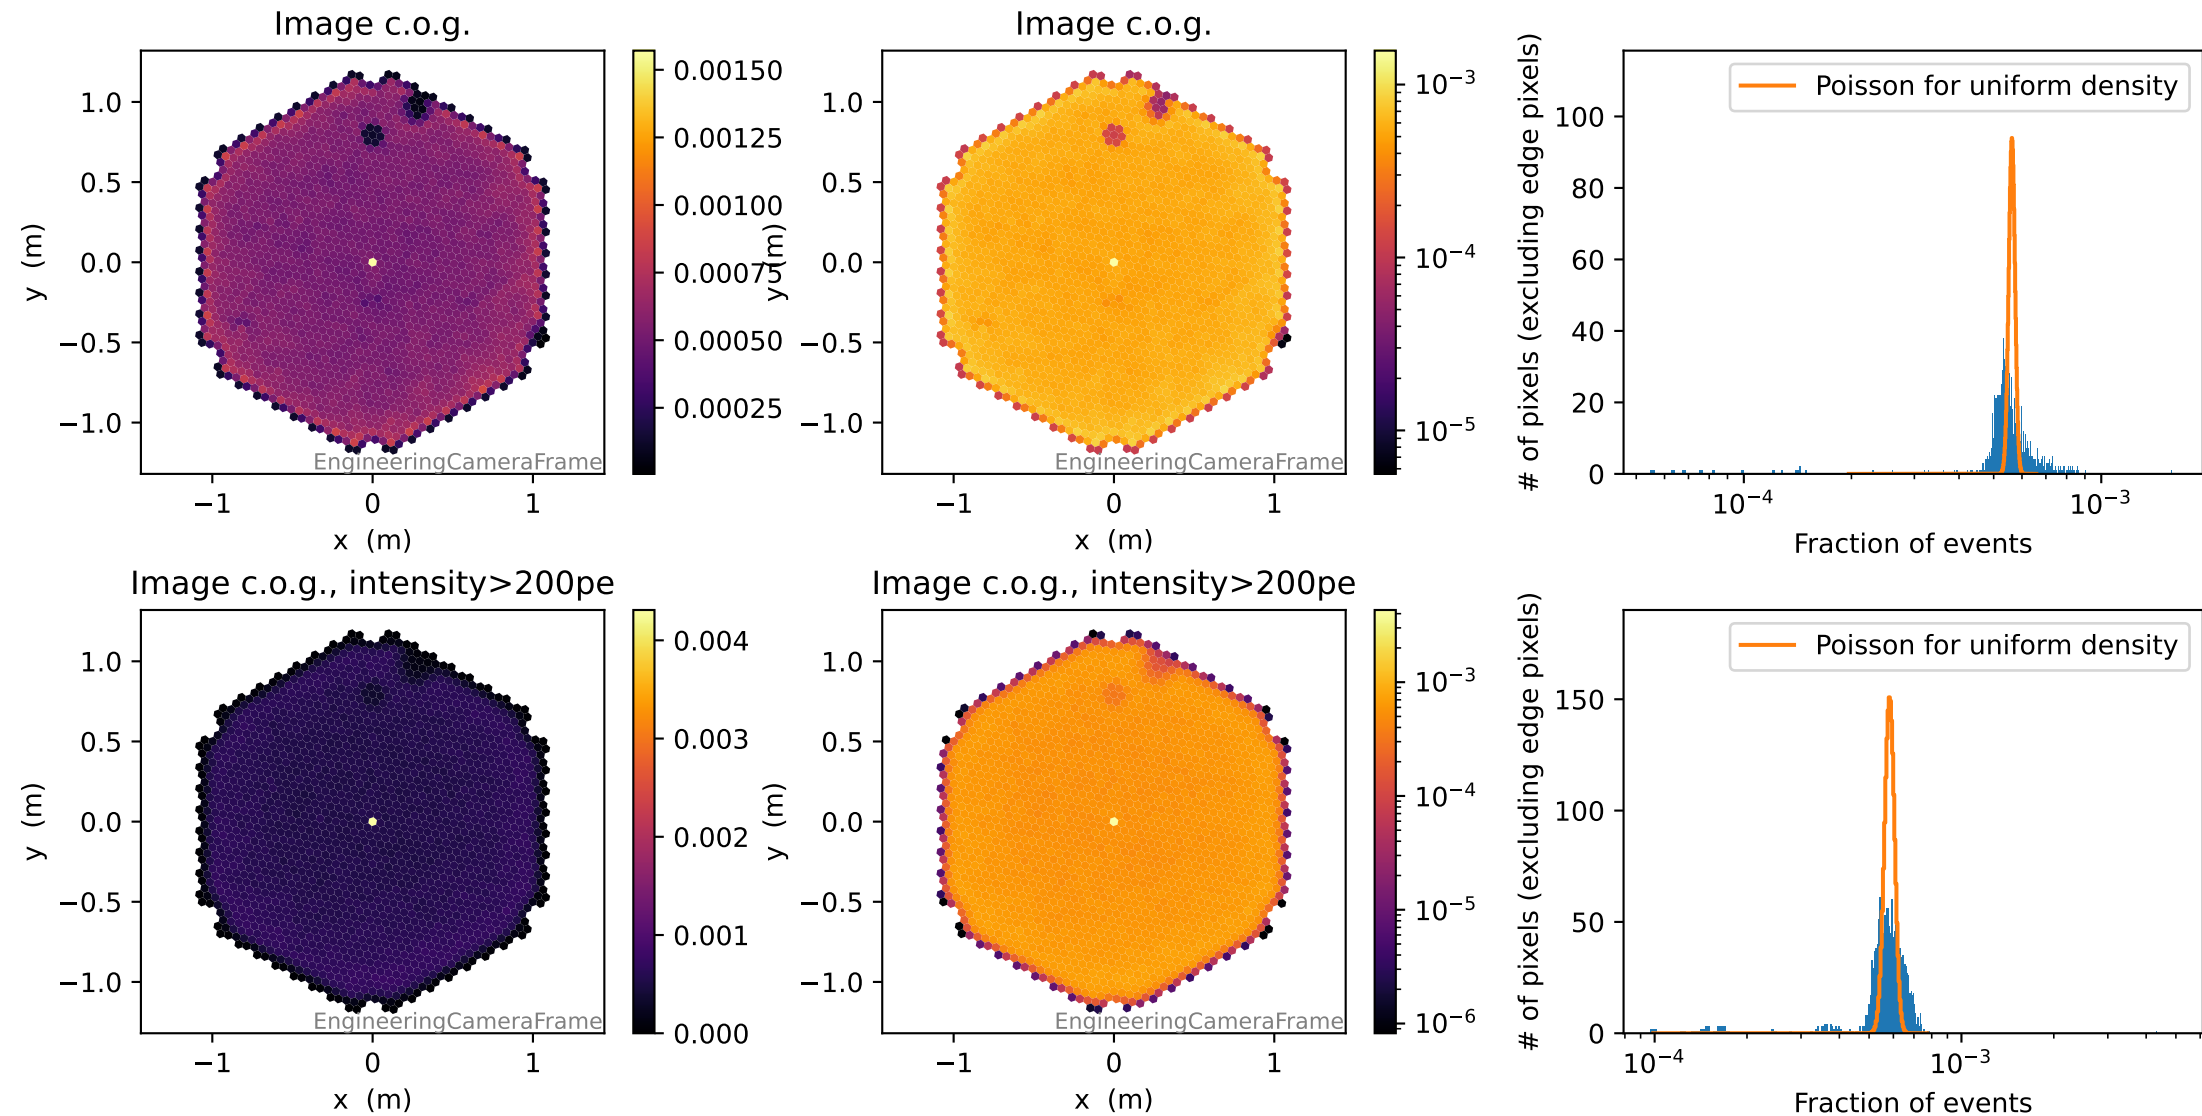 Image c.o.g.
1.0
0.5
0.0
−0.5
−1.0
−1
0
1
y (m)
x (m)
EngineeringCameraFrame
0.00150
0.00125
0.00100
0.00075
0.00050
0.00025
Image c.o.g.
1.0
0.5
0.0
−0.5
−1.0
−1
0
1
y (m)
x (m)
EngineeringCameraFrame
10⁻³
10⁻⁴
10⁻⁵
Poisson for uniform density
100
80
60
40
20
0
10⁻⁴
10⁻³
# of pixels (excluding edge pixels)
Fraction of events
Image c.o.g., intensity>200pe
1.0
0.5
0.0
−0.5
−1.0
−1
0
1
y (m)
x (m)
EngineeringCameraFrame
0.004
0.003
0.002
0.001
0.000
Image c.o.g., intensity>200pe
1.0
0.5
0.0
−0.5
−1.0
−1
0
1
y (m)
x (m)
EngineeringCameraFrame
10⁻³
10⁻⁴
10⁻⁵
10⁻⁶
Poisson for uniform density
150
100
50
0
10⁻⁴
10⁻³
# of pixels (excluding edge pixels)
Fraction of events